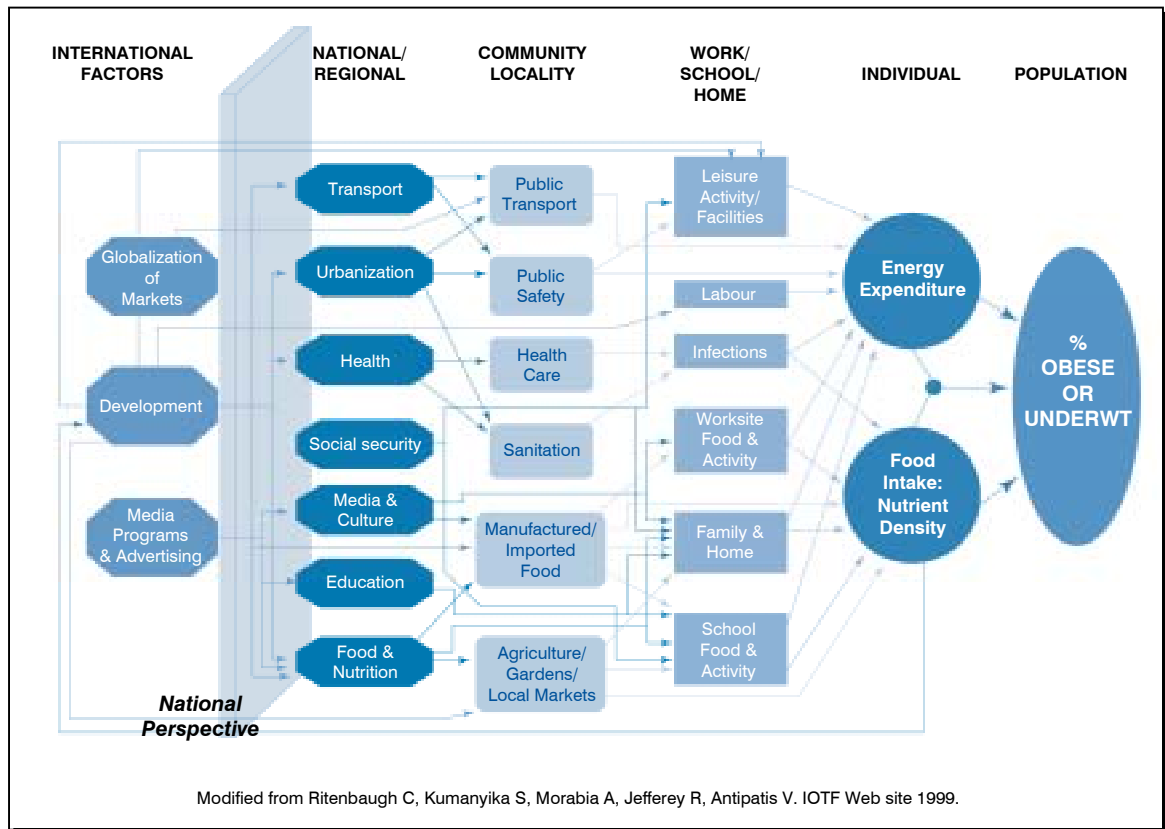 INTERNATIONAL
FACTORS
NATIONAL/
REGIONAL
COMMUNITY
LOCALITY
WORK/
SCHOOL/
HOME
INDIVIDUAL
POPULATION
Globalization
of
Markets
Development
Media
Programs
& Advertising
National
Perspective
Transport
Urbanization
Health
Social security
Media &
Culture
Education
Food &
Nutrition
Public
Transport
Public
Safety
Health
Care
Sanitation
Manufactured/
Imported
Food
Agriculture/
Gardens/
Local Markets
Leisure
Activity/
Facilities
Labour
Infections
Worksite
Food &
Activity
Family &
Home
School
Food &
Activity
Energy
Expenditure
Food
Intake:
Nutrient
Density
%
OBESE
OR
UNDERWT
Modified from Ritenbaugh C, Kumanyika S, Morabia A, Jefferey R, Antipatis V. IOTF Web site 1999.